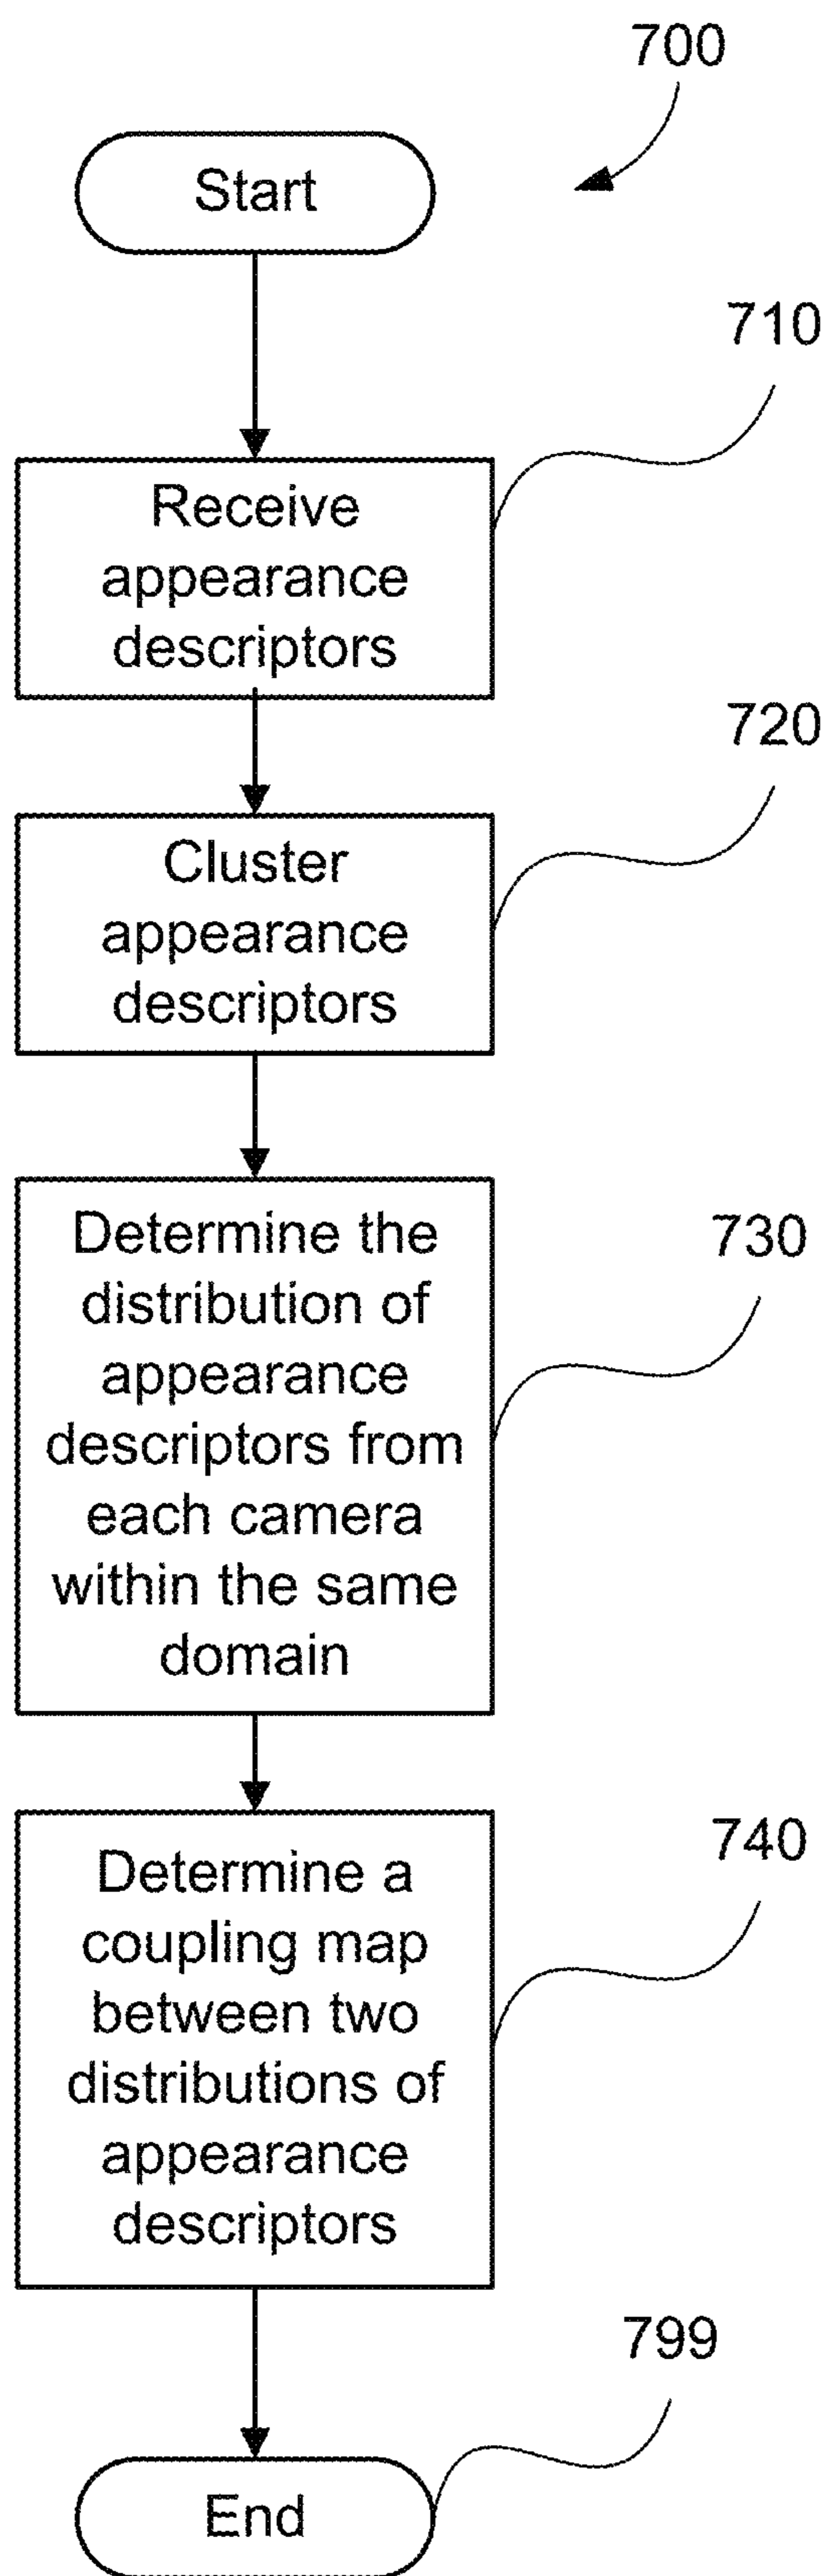 700
Start
710
Receive
appearance
descriptors
720
Cluster
appearance
descriptors
730
Determine the
distribution of
appearance
descriptors from
each camera
within the same
domain
740
Determine a
coupling map
between two
distributions of
appearance
descriptors
799
End